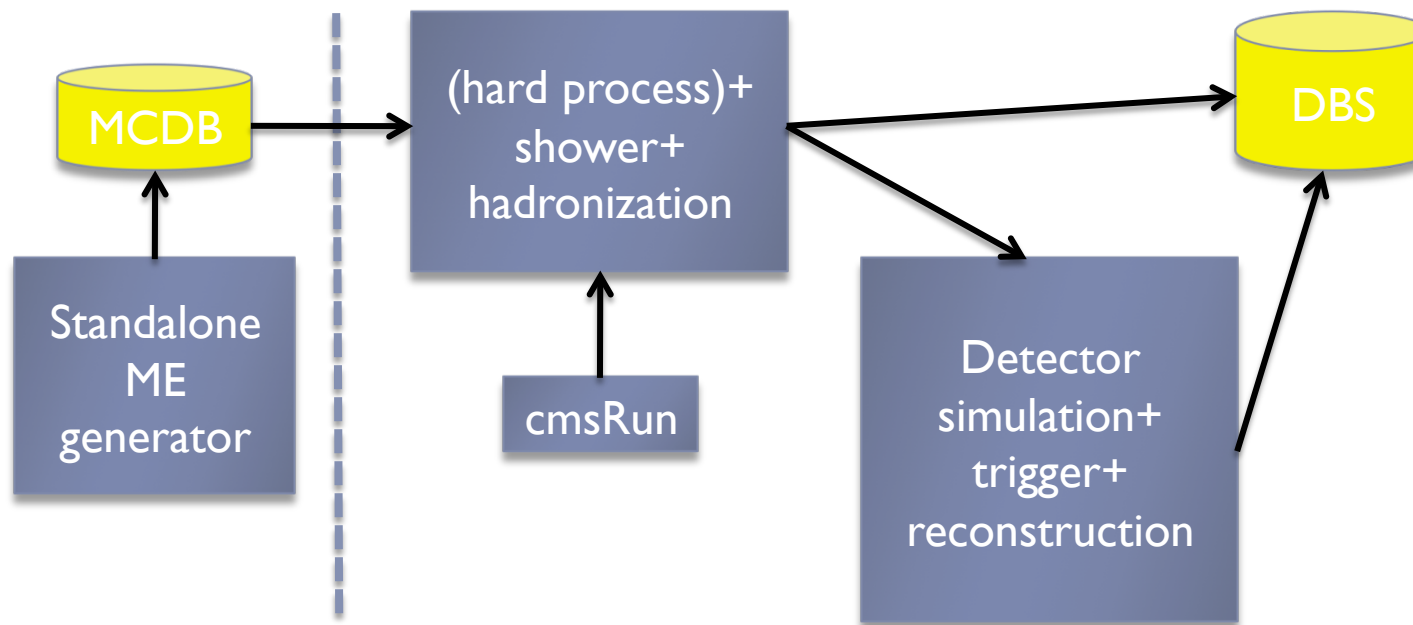 MCDB
Standalone
ME
generator
(hard process)+
shower+
hadronization
cmsRun
DBS
Detector
simulation+
trigger+
reconstruction